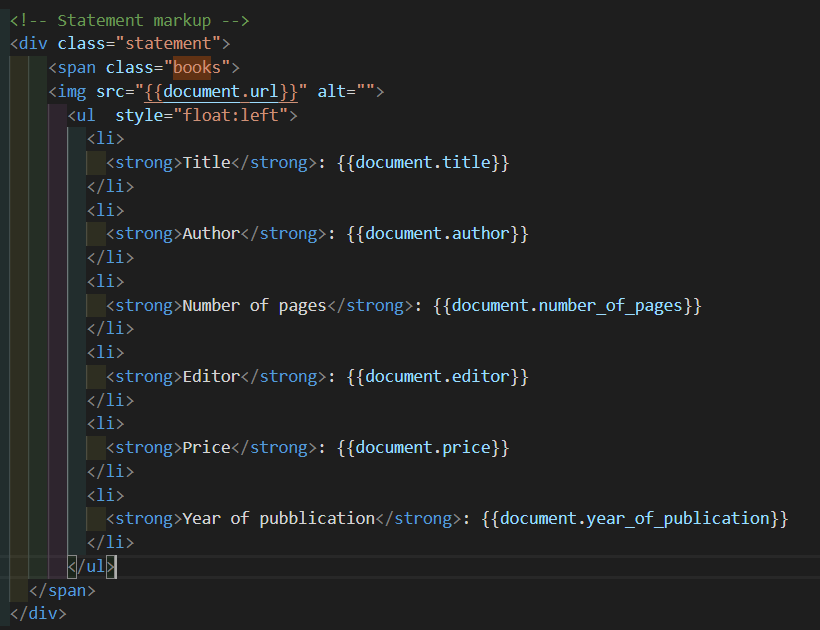 <!-- Statement markup -->
<div class="statement">
<span class="books">
<img src="{{document.url}}" alt="">
<ul  style="float:left">
<li>
<strong>Title</strong>: {{document.title}}
</li>
<li>
<strong>Author</strong>: {{document.author}}
</li>
<li>
<strong>Number of pages</strong>: {{document.number_of_pages}}
</li>
<li>
<strong>Editor</strong>: {{document.editor}}
</li>
<li>
<strong>Price</strong>: {{document.price}}
</li>
<li>
<strong>Year of pubblication</strong>: {{document.year_of_publication}}
</li>
</ul>
</span>
</div>